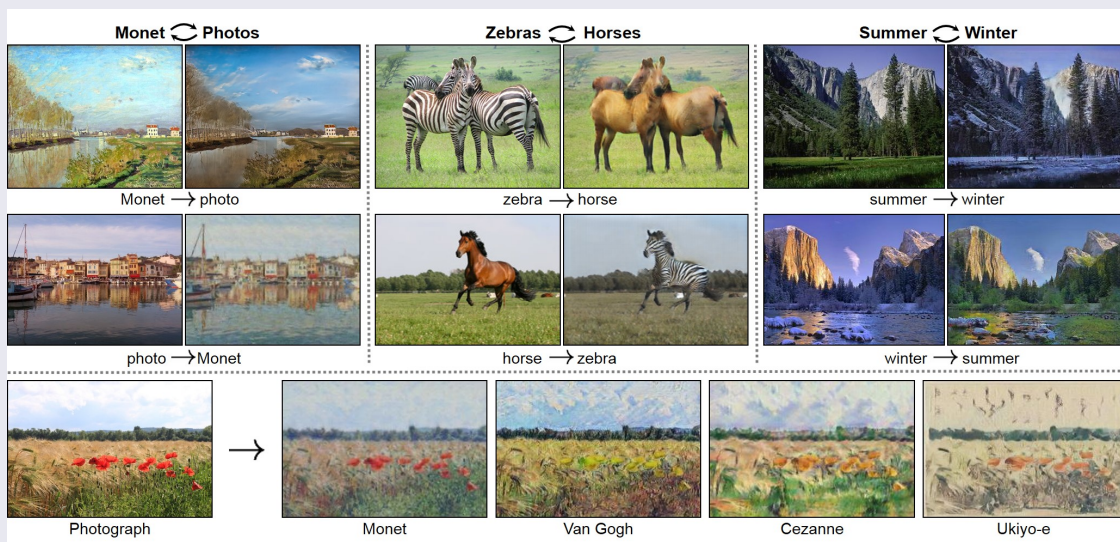 Monet Photos
Zebras Horses
Summer Winter
Monet → photo
zebra → horse
summer → winter
photo → Monet
horse → zebra
winter → summer
Photograph
Monet
Van Gogh
Cezanne
Ukiyo-e